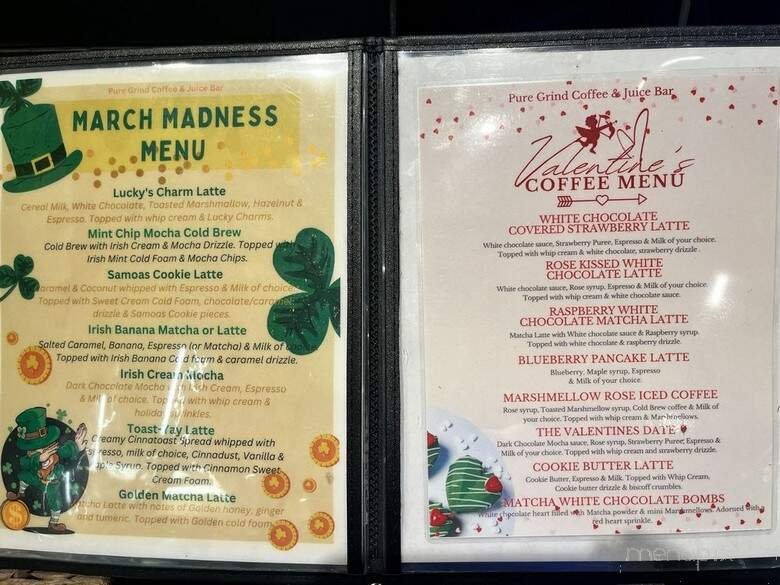 Pure Grind Coffee & Juice Bar
MARCH MADNESS
MENU
Lucky's Charm Latte
Cereal Milk, White Chocolate, Toasted Marshmallow, Hazelnut &
Espresso. Topped with whip cream & Lucky Charms.
Mint Chip Mocha Cold Brew
Cold Brew with Irish Cream & Mocha Drizzle. Topped with
Irish Mint Cold Foam & Mocha Chips.
Samoas Cookie Latte
& Coconut whipped with Espresso & Milk of choice.
Topped with Sweet Cream Cold Foam, chocolate/caramel
drizzle & Samoas Cookie pieces.
Irish Banana Matcha or Latte
Salted Caramel, Banana, Espresso (or Matcha) & Milk of
Topped with Irish Banana Cold foam & caramel drizzle.
Irish Cream Mocha
Dark Chocolate Mocha with Irish Cream, Espresso
& Milk of choice. Topped with whip cream &
holiday sprinkles.
Latte
Creamy Cinnatoast Spread whipped with
milk of choice, Cinnadust, Vanilla &
Syrup. Topped with Cinnamon Sweet
Cream Foam.
Golden Matcha Latte
Latte with notes of Golden honey, ginger
and turmeric. Topped with Golden cold foam
Pure Grind Coffee & Juice Bar
Valentine's
COFFEE MENU
WHITE CHOCOLATE
COVERED STRAWBERRY LATTE
White chocolate sauce, Strawberry Puree, Espresso & Milk of your choice.
Topped with whip cream & white chocolate, strawberry drizzle.
ROSE KISSED WHITE
CHOCOLATE LATTE
White chocolate sauce, Rose syrup, Espresso & Milk of your choice.
Topped with whip cream & white chocolate sauce.
RASPBERRY WHITE
CHOCOLATE MATCHA LATTE
Matcha Latte with White chocolate sauce & Raspberry syrup.
Topped with white chocolate & raspberry drizzle.
BLUEBERRY PANCAKE LATTE
Blueberry, Maple syrup, Espresso
& Milk of your choice.
MARSHMELLOW ROSE ICED COFFEE
Rose syrup, Toasted Marshmellow syrup, Cold Brew coffee & Milk of
your choice. Topped with whip cream & Marshmellows.
THE VALENTINES DATE
Dark Chocolate Mocha sauce, Rose syrup, Strawberry Puree, Espresso &
Milk of your choice. Topped with whip cream and strawberry drizzle.
COOKIE BUTTER LATTE
Cookie Butter, Espresso & Milk. Topped with Whip Cream,
Cookie butter drizzle & biscoff crumbles.
MATCHA WHITE CHOCOLATE BOMBS
White chocolate heart filled with Matcha powder & mini Marshmellows. Adorned with a
red heart sprinkle.